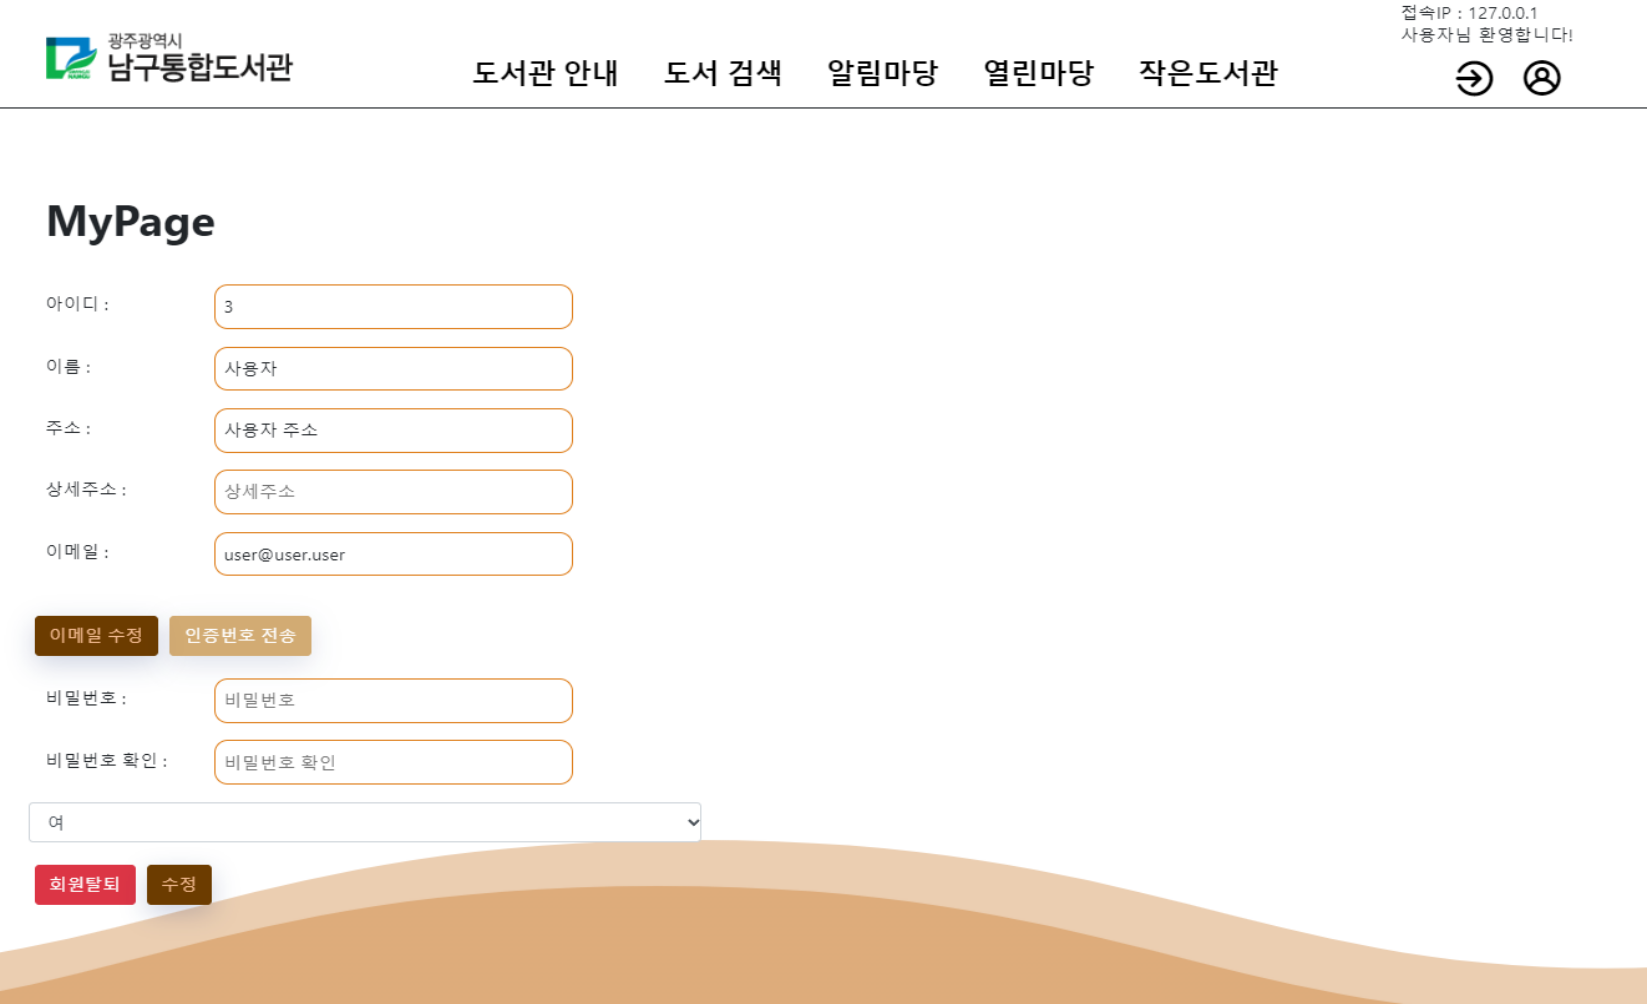 접속IP : 127.0.0.1
사용자님 환영합니다!
광주광역시
남구통합도서관
도서관 안내 도서 검색 알림마당 열린마당 작은도서관
MyPage
아이디 : 3
이름 : 사용자
주소 : 사용자 주소
상세주소 : 상세주소
이메일 : user@user.user
이메일 수정 인증번호 전송
비밀번호 : 비밀번호
비밀번호 확인 : 비밀번호 확인
여
회원탈퇴 수정